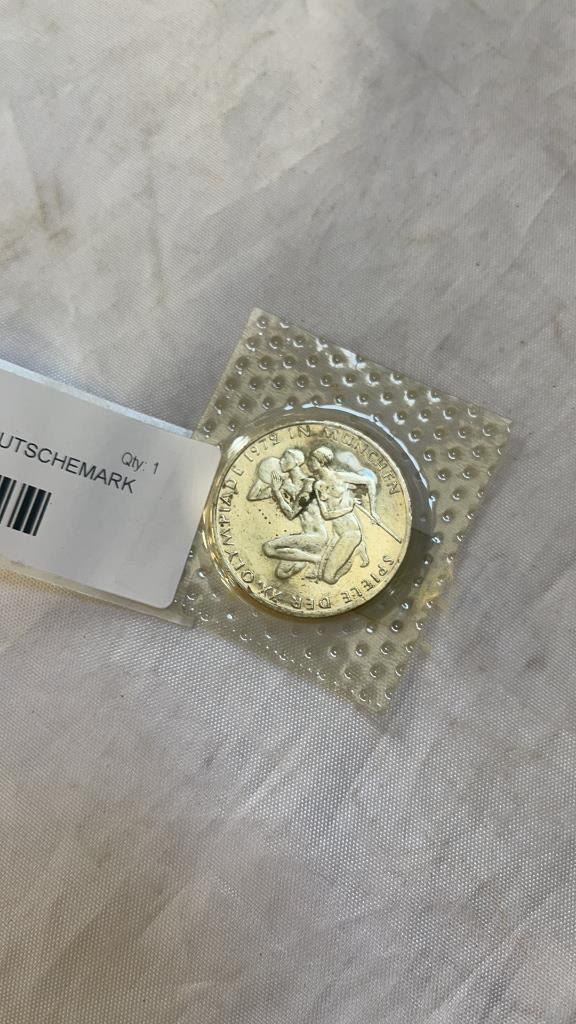 UTSCHEMARK
Qty: 1
SPIELE DER XX. OLYMPIADE 1972 IN MÜNCHEN